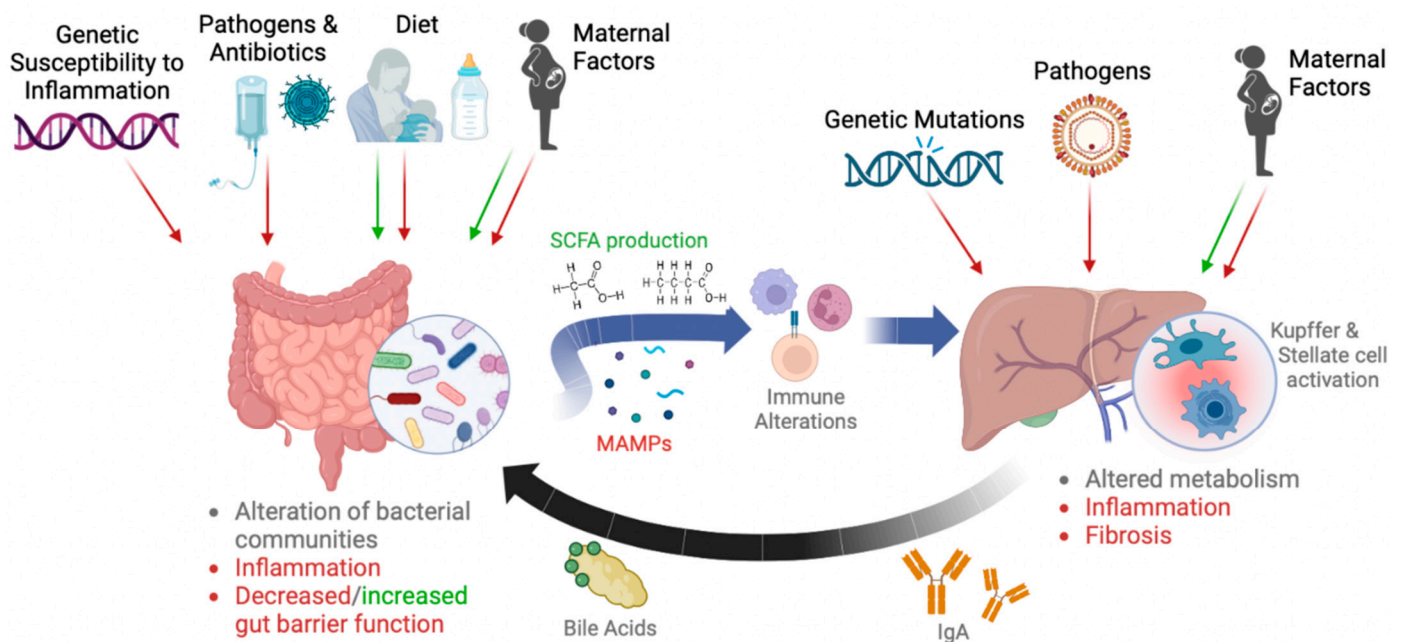 Genetic
Susceptibility to
Inflammation
Pathogens &
Antibiotics
Diet
Maternal
Factors
Genetic Mutations
Pathogens
Maternal
Factors
SCFA production
H
H
C
C
O
O-H
H
H H H
H-C-C-C-C
H H H
O
O-H
MAMPs
Immune
Alterations
Kupffer &
Stellate cell
activation
• Alteration of bacterial
communities
• Inflammation
• Decreased/increased
gut barrier function
• Altered metabolism
• Inflammation
• Fibrosis
Bile Acids
IgA